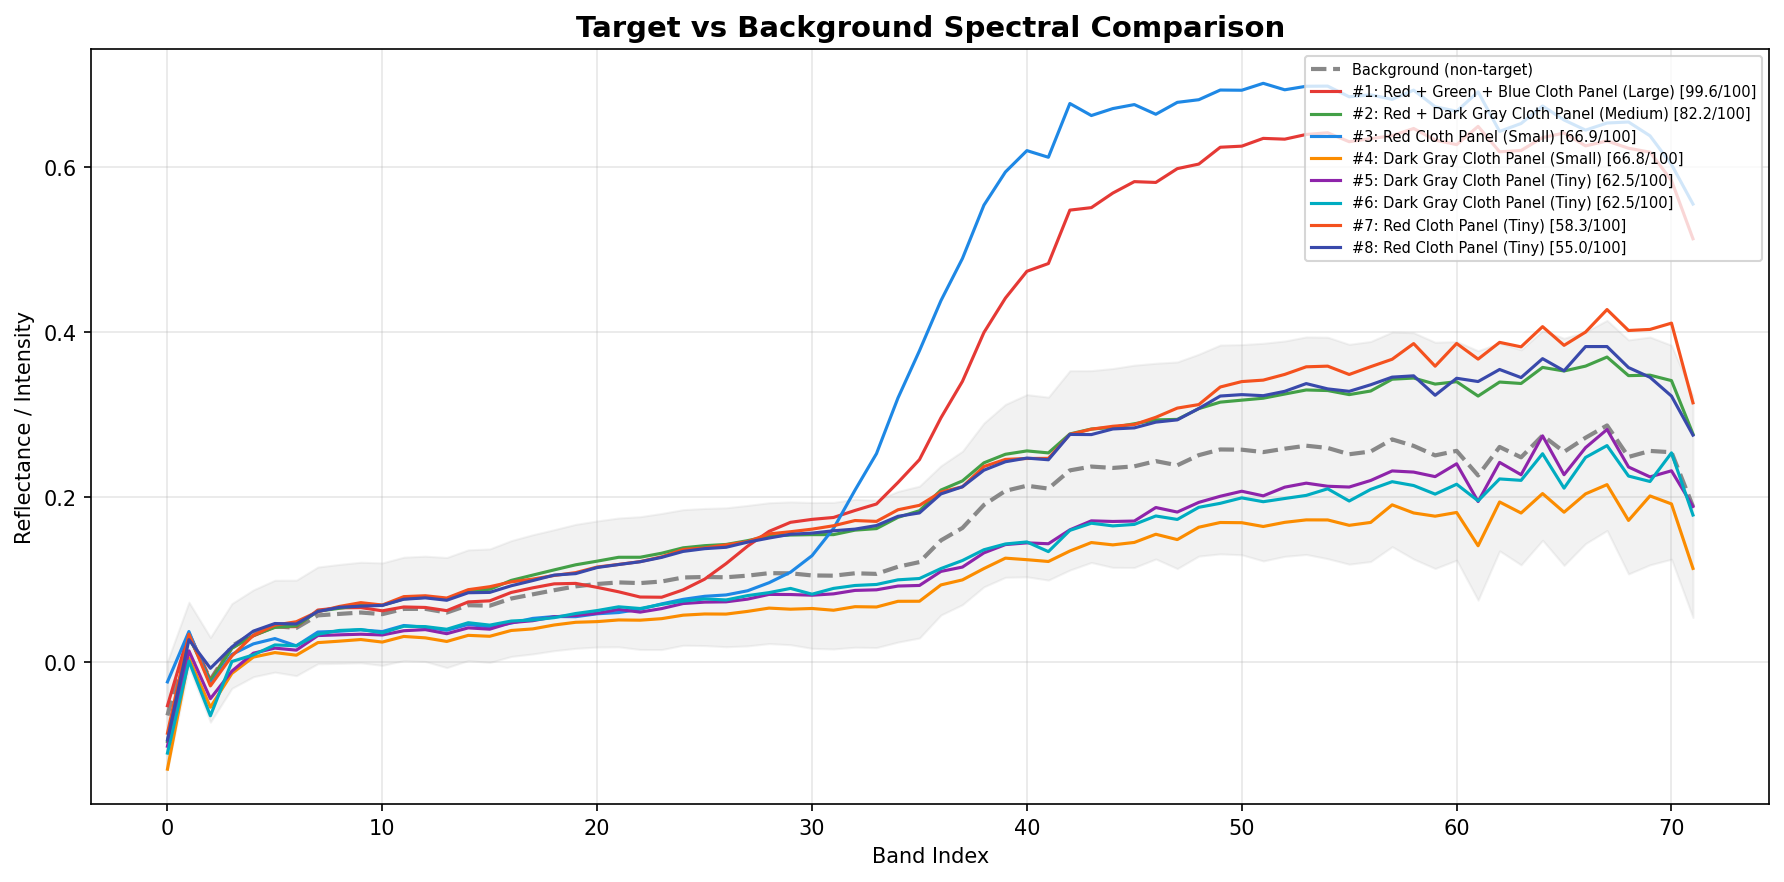 Target vs Background Spectral Comparison
Background (non-target)
#1: Red + Green + Blue Cloth Panel (Large) [99.6/100]
#2: Red + Dark Gray Cloth Panel (Medium) [82.2/100]
#3: Red Cloth Panel (Small) [66.9/100]
#4: Dark Gray Cloth Panel (Small) [66.8/100]
#5: Dark Gray Cloth Panel (Tiny) [62.5/100]
#6: Dark Gray Cloth Panel (Tiny) [62.5/100]
#7: Red Cloth Panel (Tiny) [58.3/100]
#8: Red Cloth Panel (Tiny) [55.0/100]
Reflectance / Intensity
0.6
0.4
0.2
0.0
0 10 20 30 40 50 60 70
Band Index